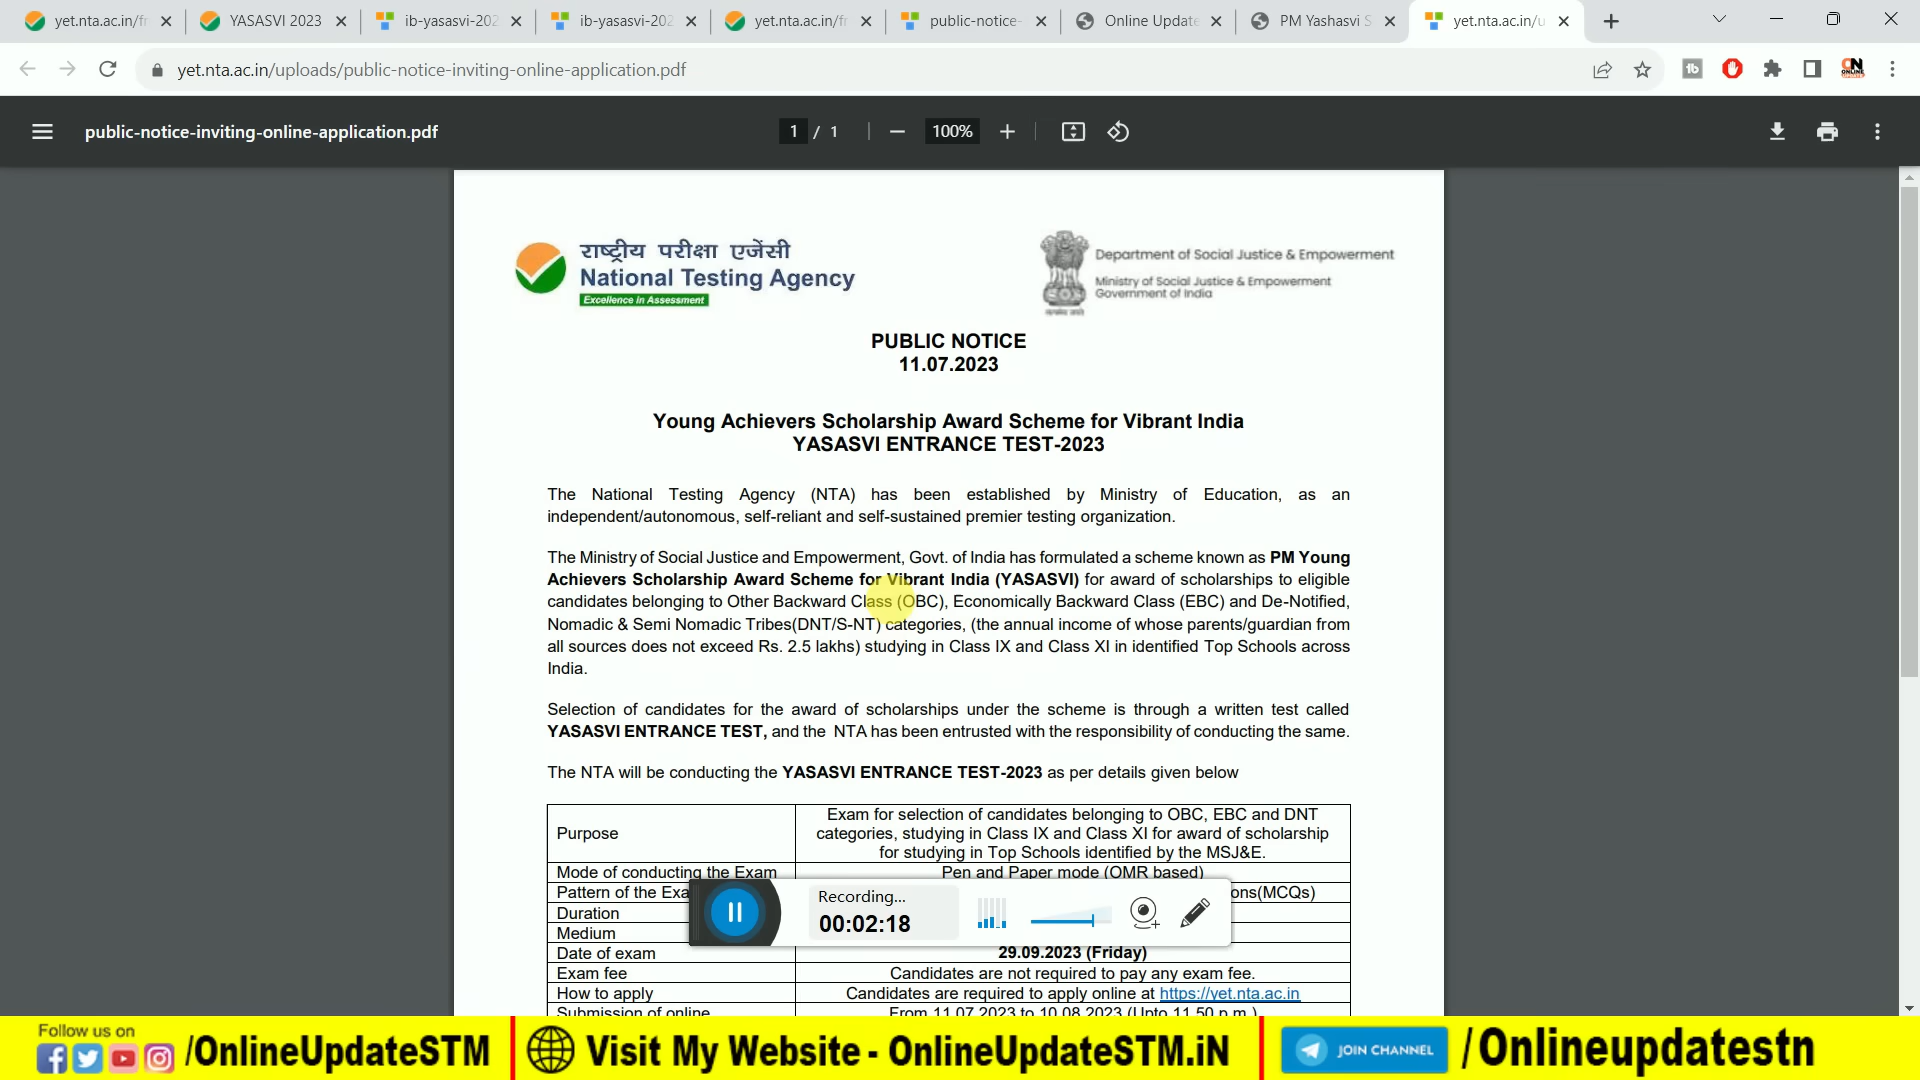 yet.nta.ac.in/fr
YASASVI 2023
ib-yasasvi-202
ib-yasasvi-202
yet.nta.ac.in/fr
public-notice-
Online Update
PM Yashasvi S
yet.nta.ac.in/u
yet.nta.ac.in/uploads/public-notice-inviting-online-application.pdf
public-notice-inviting-online-application.pdf
1 / 1
100%
राष्ट्रीय परीक्षा एजेंसी
National Testing Agency
Excellence in Assessment
Department of Social Justice & Empowerment
Ministry of Social Justice & Empowerment
Government of India
PUBLIC NOTICE
11.07.2023
Young Achievers Scholarship Award Scheme for Vibrant India
YASASVI ENTRANCE TEST-2023
The National Testing Agency (NTA) has been established by Ministry of Education, as an
independent/autonomous, self-reliant and self-sustained premier testing organization.
The Ministry of Social Justice and Empowerment, Govt. of India has formulated a scheme known as PM Young
Achievers Scholarship Award Scheme for Vibrant India (YASASVI) for award of scholarships to eligible
candidates belonging to Other Backward Class (OBC), Economically Backward Class (EBC) and De-Notified,
Nomadic & Semi Nomadic Tribes(DNT/S-NT) categories, (the annual income of whose parents/guardian from
all sources does not exceed Rs. 2.5 lakhs) studying in Class IX and Class XI in identified Top Schools across
India.
Selection of candidates for the award of scholarships under the scheme is through a written test called
YASASVI ENTRANCE TEST, and the NTA has been entrusted with the responsibility of conducting the same.
The NTA will be conducting the YASASVI ENTRANCE TEST-2023 as per details given below
Purpose
Exam for selection of candidates belonging to OBC, EBC and DNT
categories, studying in Class IX and Class XI for award of scholarship
for studying in Top Schools identified by the MSJ&E.
Mode of conducting the Exam
Pen and Paper mode (OMR based)
Pattern of the Exa
ons(MCQs)
Duration
Medium
Date of exam
29.09.2023 (Friday)
Exam fee
Candidates are not required to pay any exam fee.
How to apply
Candidates are required to apply online at https://yet.nta.ac.in
Submission of online
From 11.07.2023 to 10.08.2023 (Upto 11.50 p.m.)
Recording...
00:02:18
Follow us on
/OnlineUpdateSTM
Visit My Website - OnlineUpdateSTM.iN
JOIN CHANNEL
/Onlineupdatestn